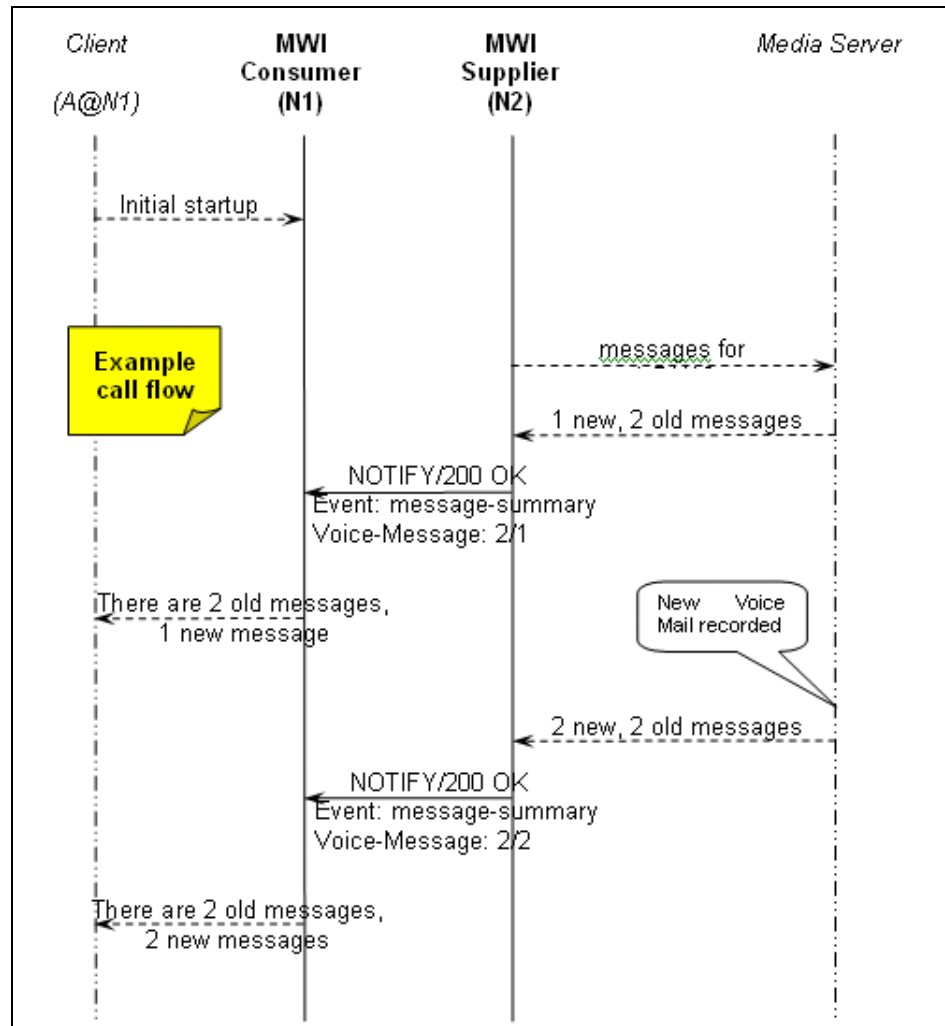 Client
(A@N1)
MWI
Consumer
(N1)
MWI
Supplier
(N2)
Media Server
Initial startup
Example
call flow
messages for
1 new, 2 old messages
NOTIFY/200 OK
Event: message-summary
Voice-Message: 2/1
There are 2 old messages,
1 new message
New Voice
Mail recorded
2 new, 2 old messages
NOTIFY/200 OK
Event: message-summary
Voice-Message: 2/2
There are 2 old messages,
2 new messages